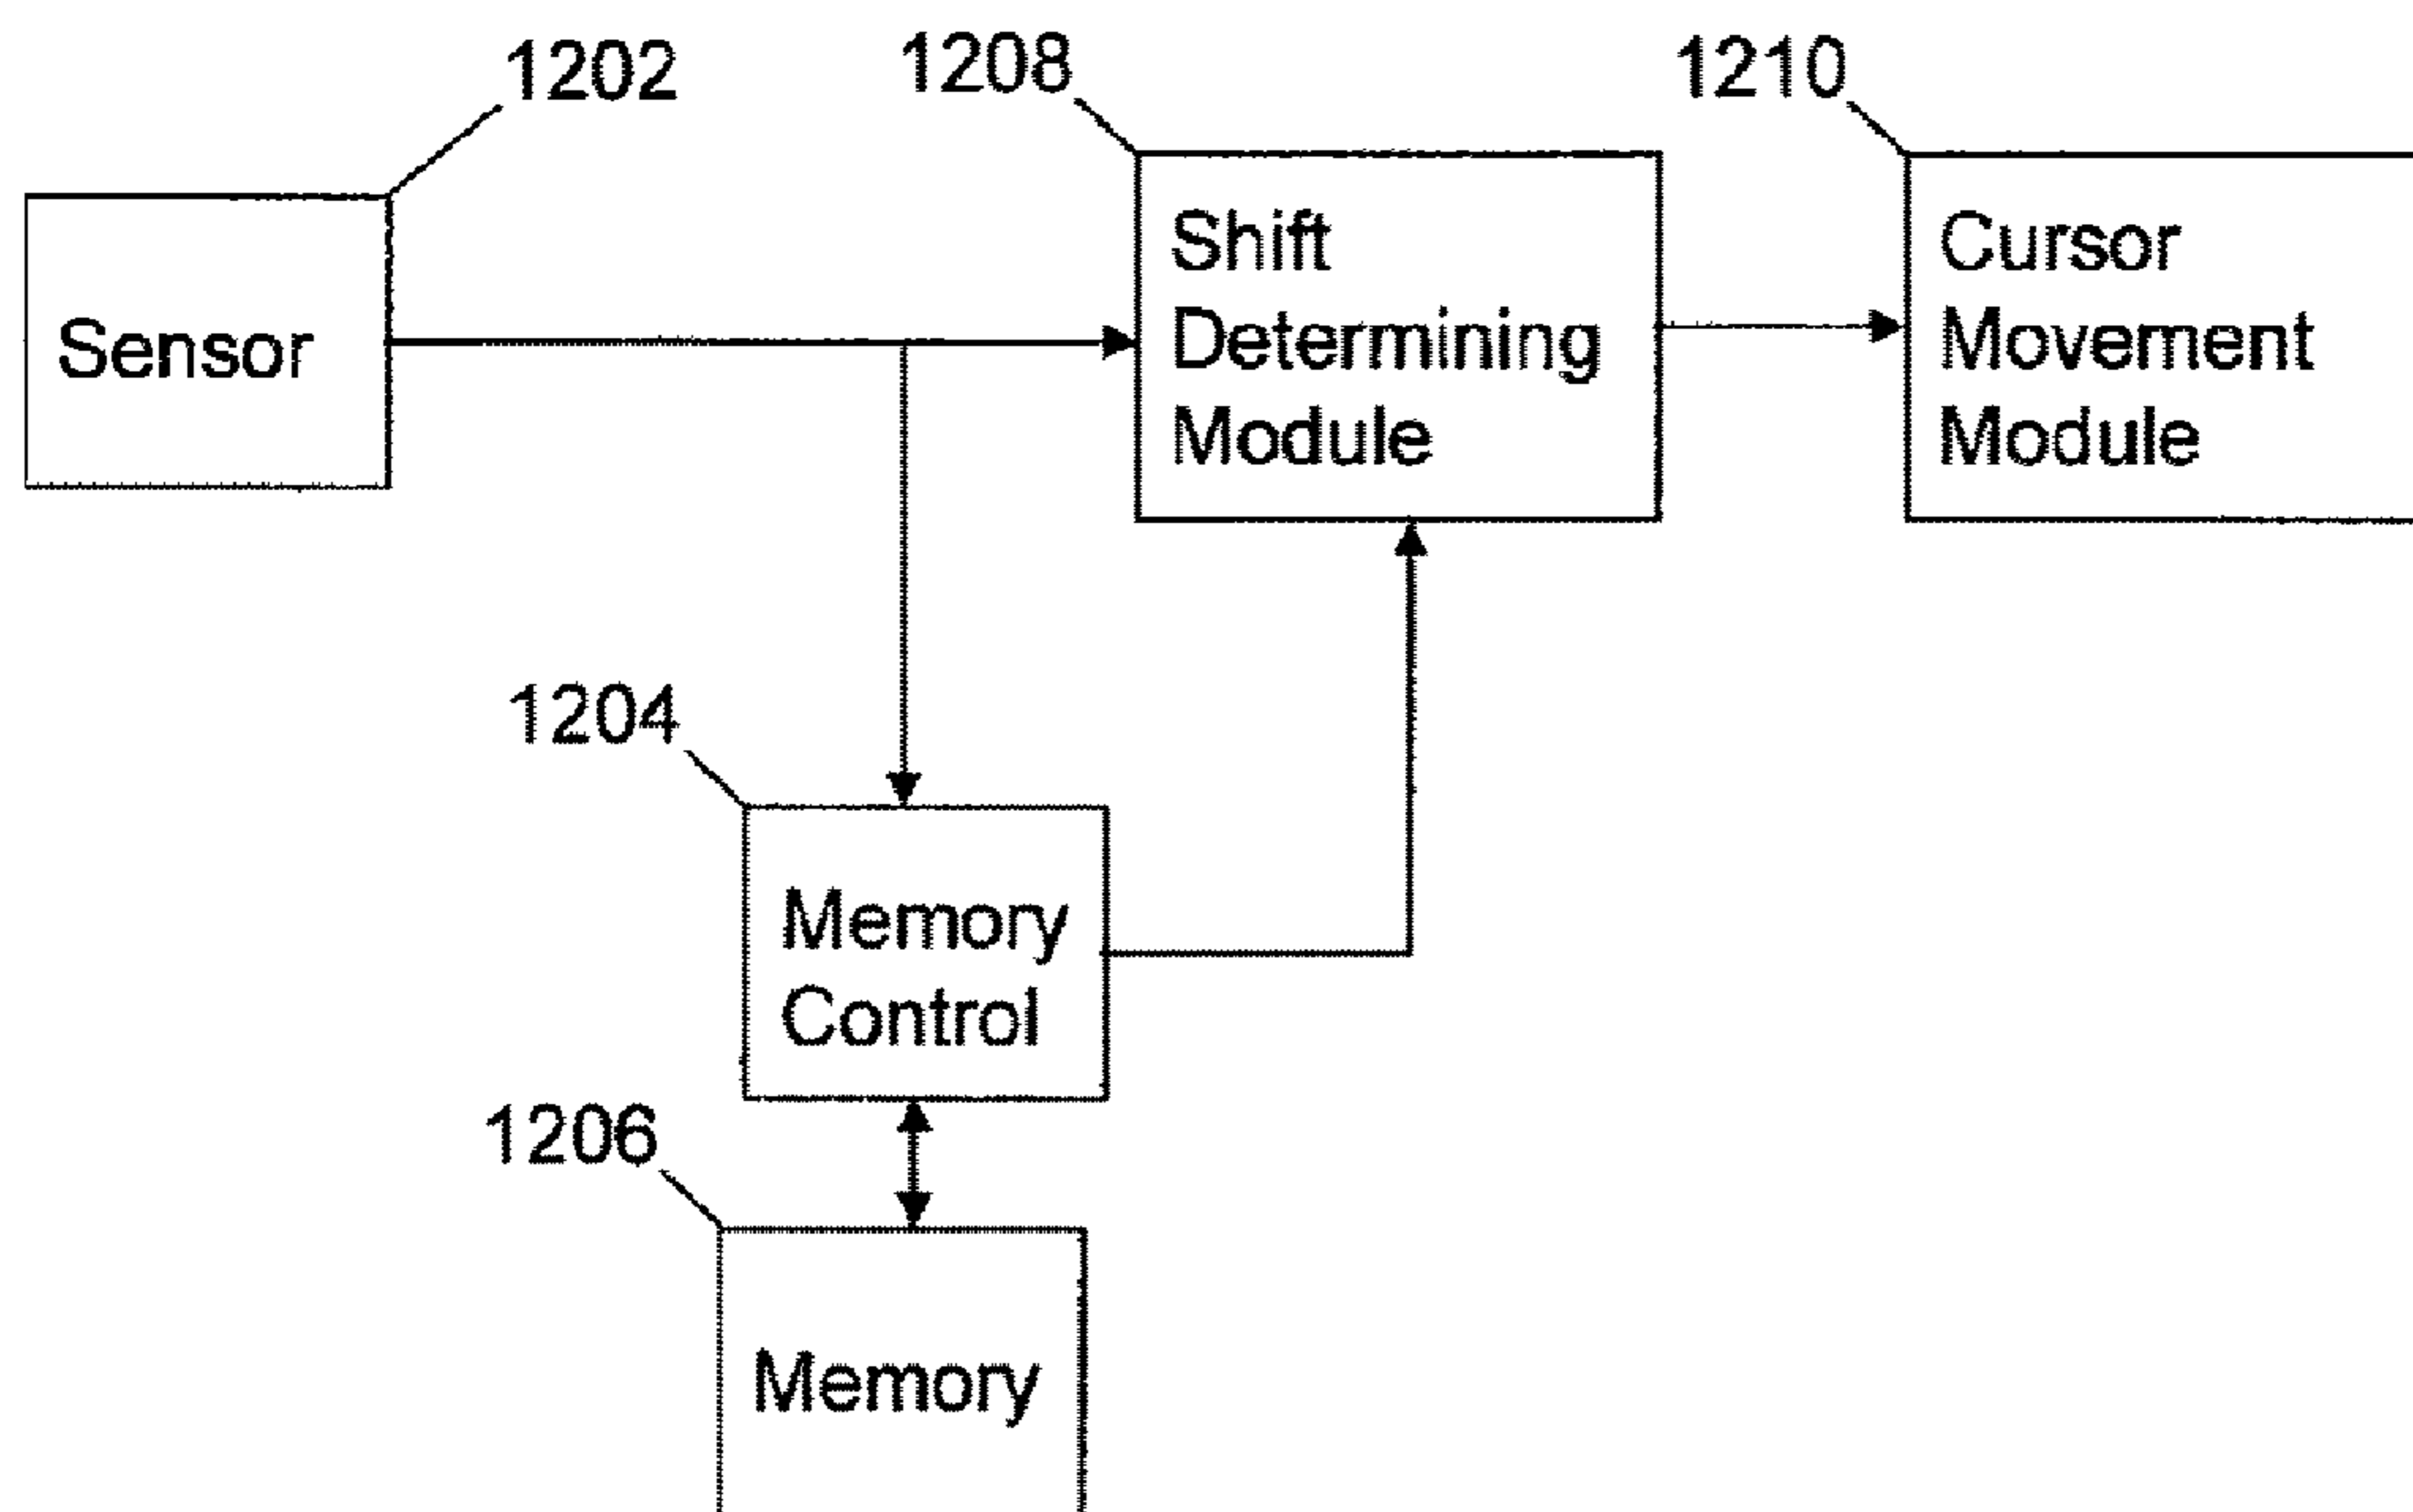 1202
1208
1210
Sensor
Shift
Determining
Module
Cursor
Movement
Module
1204
Memory
Control
1206
Memory